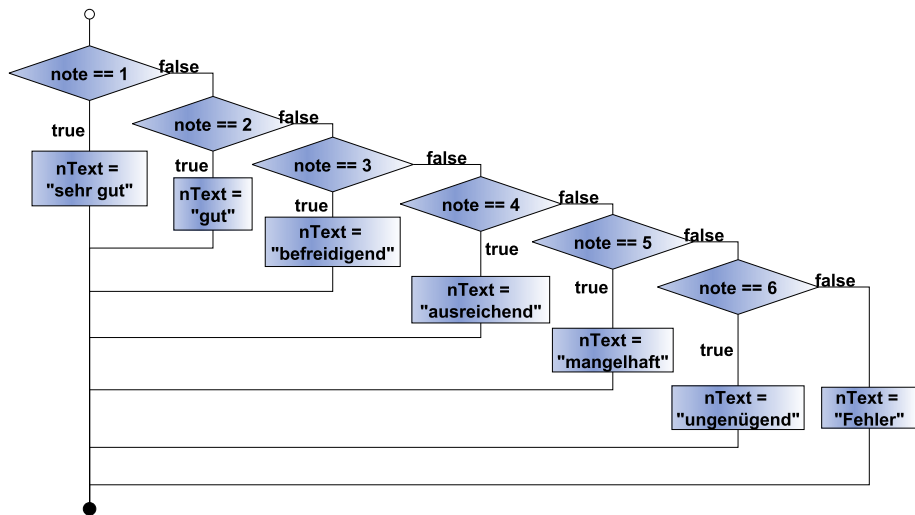 note == 1
false
true
nText =
"sehr gut"
note == 2
false
true
nText =
"gut"
note == 3
false
true
nText =
"befreidigend"
note == 4
false
true
nText =
"ausreichend"
note == 5
false
true
nText =
"mangelhaft"
note == 6
false
true
nText =
"ungenügend"
nText =
"Fehler"